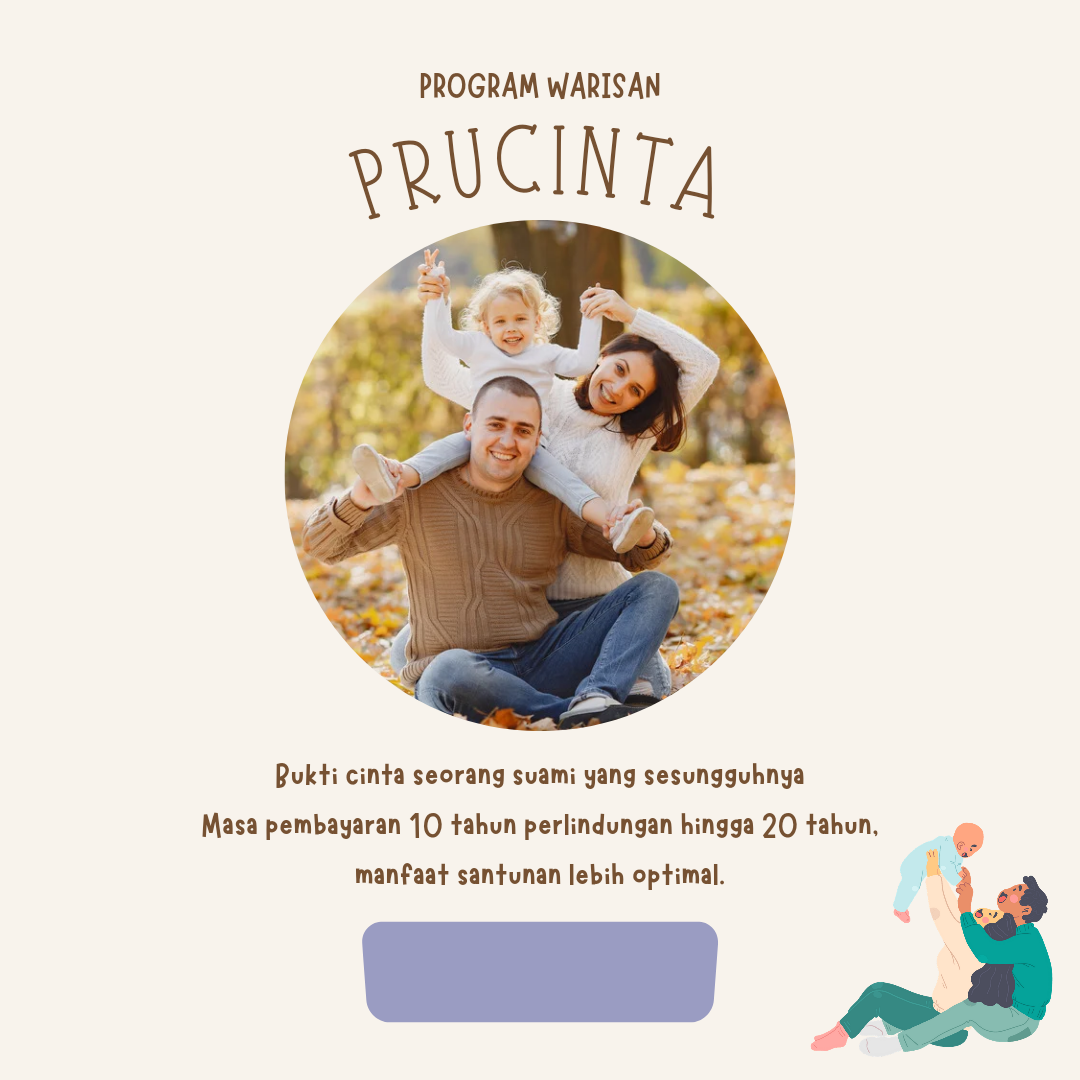 PROGRAM WARISAN
PRUCINTA
Bukti cinta seorang suami yang sesungguhnya
Masa pembayaran 10 tahun perlindungan hingga 20 tahun,
manfaat santunan lebih optimal.